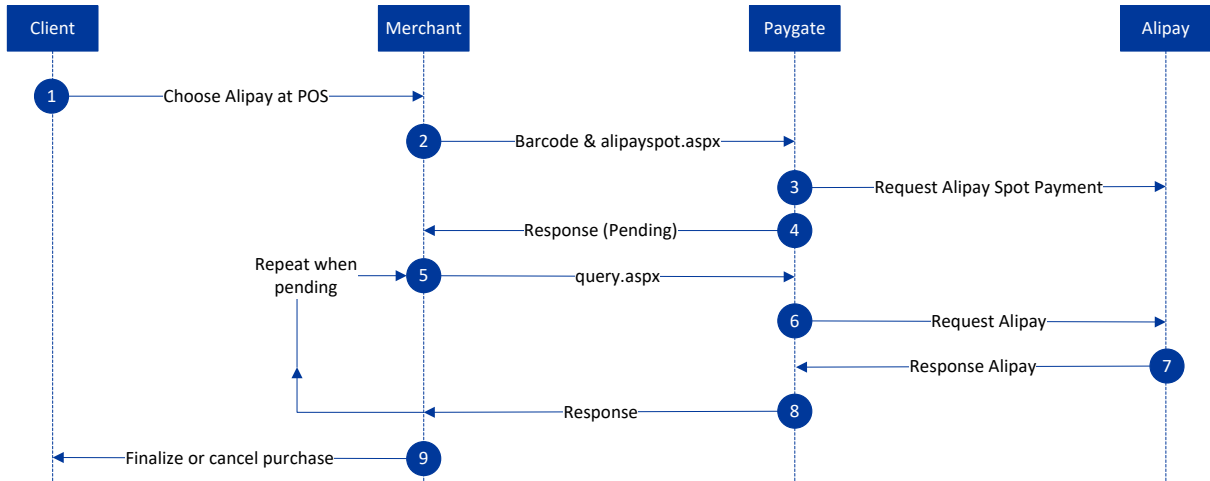 Client
Merchant
Paygate
Alipay
1
Choose Alipay at POS
2
Barcode & alipayspot.aspx
3
Request Alipay Spot Payment
Response (Pending)
4
Repeat when
pending
5
query.aspx
6
Request Alipay
Response Alipay
7
Response
8
Finalize or cancel purchase
9